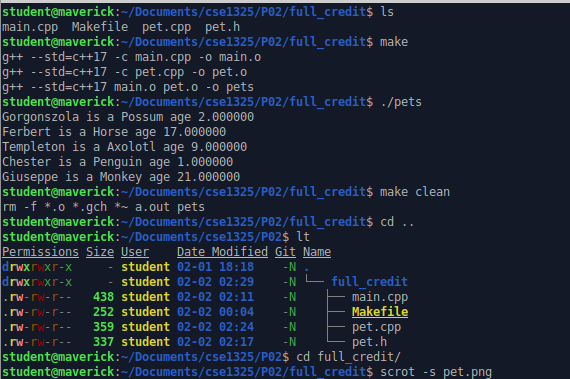 student@maverick:~/Documents/cse1325/P02/full_credit$ ls
main.cpp  Makefile  pet.cpp  pet.h
student@maverick:~/Documents/cse1325/P02/full_credit$ make
g++ --std=c++17 -c main.cpp -o main.o
g++ --std=c++17 -c pet.cpp -o pet.o
g++ --std=c++17 main.o pet.o -o pets
student@maverick:~/Documents/cse1325/P02/full_credit$ ./pets
Gorgonszola is a Possum age 2.000000
Ferbert is a Horse age 17.000000
Templeton is a Axolotl age 9.000000
Chester is a Penguin age 1.000000
Giuseppe is a Monkey age 21.000000
student@maverick:~/Documents/cse1325/P02/full_credit$ make clean
rm -f *.o *.gch *~ a.out pets
student@maverick:~/Documents/cse1325/P02/full_credit$ cd ..
student@maverick:~/Documents/cse1325/P02$ lt
Permissions Size User    Date Modified Git Name
drwxrwxr-x     - student 02-01 18:18    -N .
drwxrwxr-x     - student 02-02 02:29    -N └── full_credit
.rw-rw-r--   438 student 02-02 02:11    -N    ├── main.cpp
.rw-rw-r--   252 student 02-02 00:04    -N    ├── Makefile
.rw-rw-r--   359 student 02-02 02:24    -N    ├── pet.cpp
.rw-rw-r--   337 student 02-02 02:17    -N    └── pet.h
student@maverick:~/Documents/cse1325/P02$ cd full_credit/
student@maverick:~/Documents/cse1325/P02/full_credit$ scrot -s pet.png